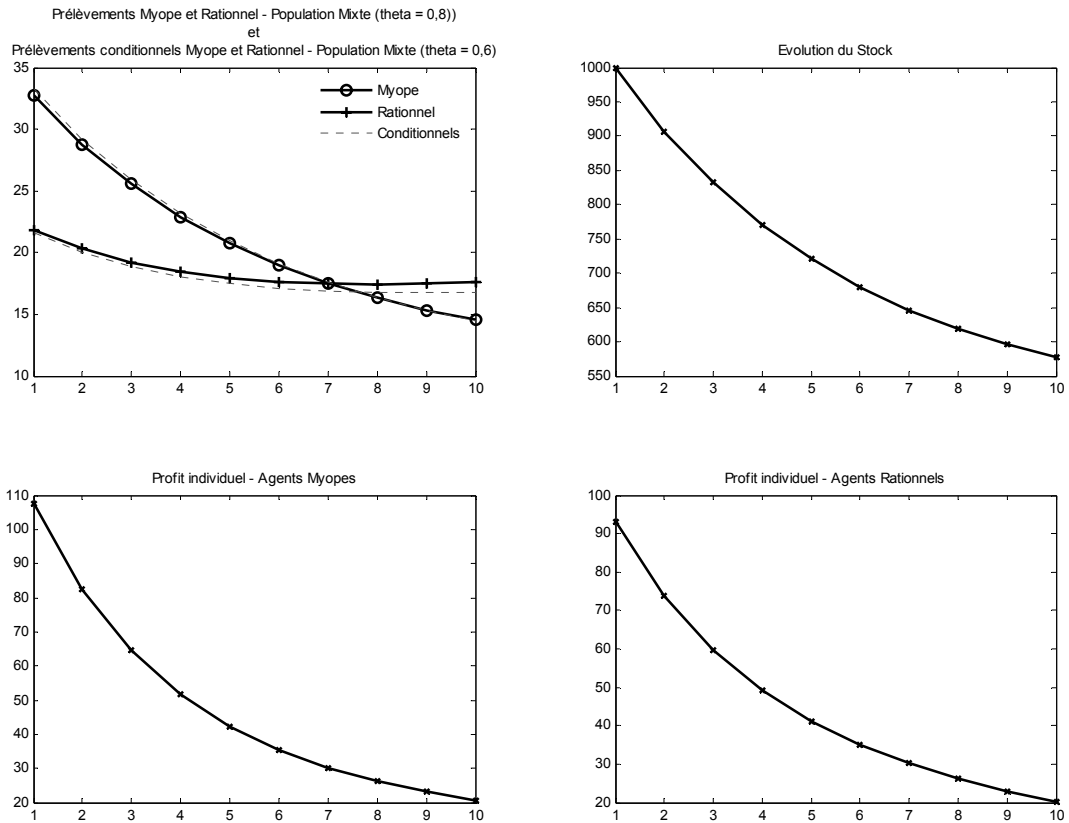 Prélèvements Myope et Rationnel - Population Mixte (theta = 0,8))
et
Prélèvements conditionnels Myope et Rationnel - Population Mixte (theta = 0,6)
35
30
25
20
15
10
1 2 3 4 5 6 7 8 9 10
Myope
Rationnel
Conditionnels
Evolution du Stock
1000
950
900
850
800
750
700
650
600
550
1 2 3 4 5 6 7 8 9 10
Profit individuel - Agents Myopes
110
100
90
80
70
60
50
40
30
20
1 2 3 4 5 6 7 8 9 10
Profit individuel - Agents Rationnels
100
90
80
70
60
50
40
30
20
1 2 3 4 5 6 7 8 9 10